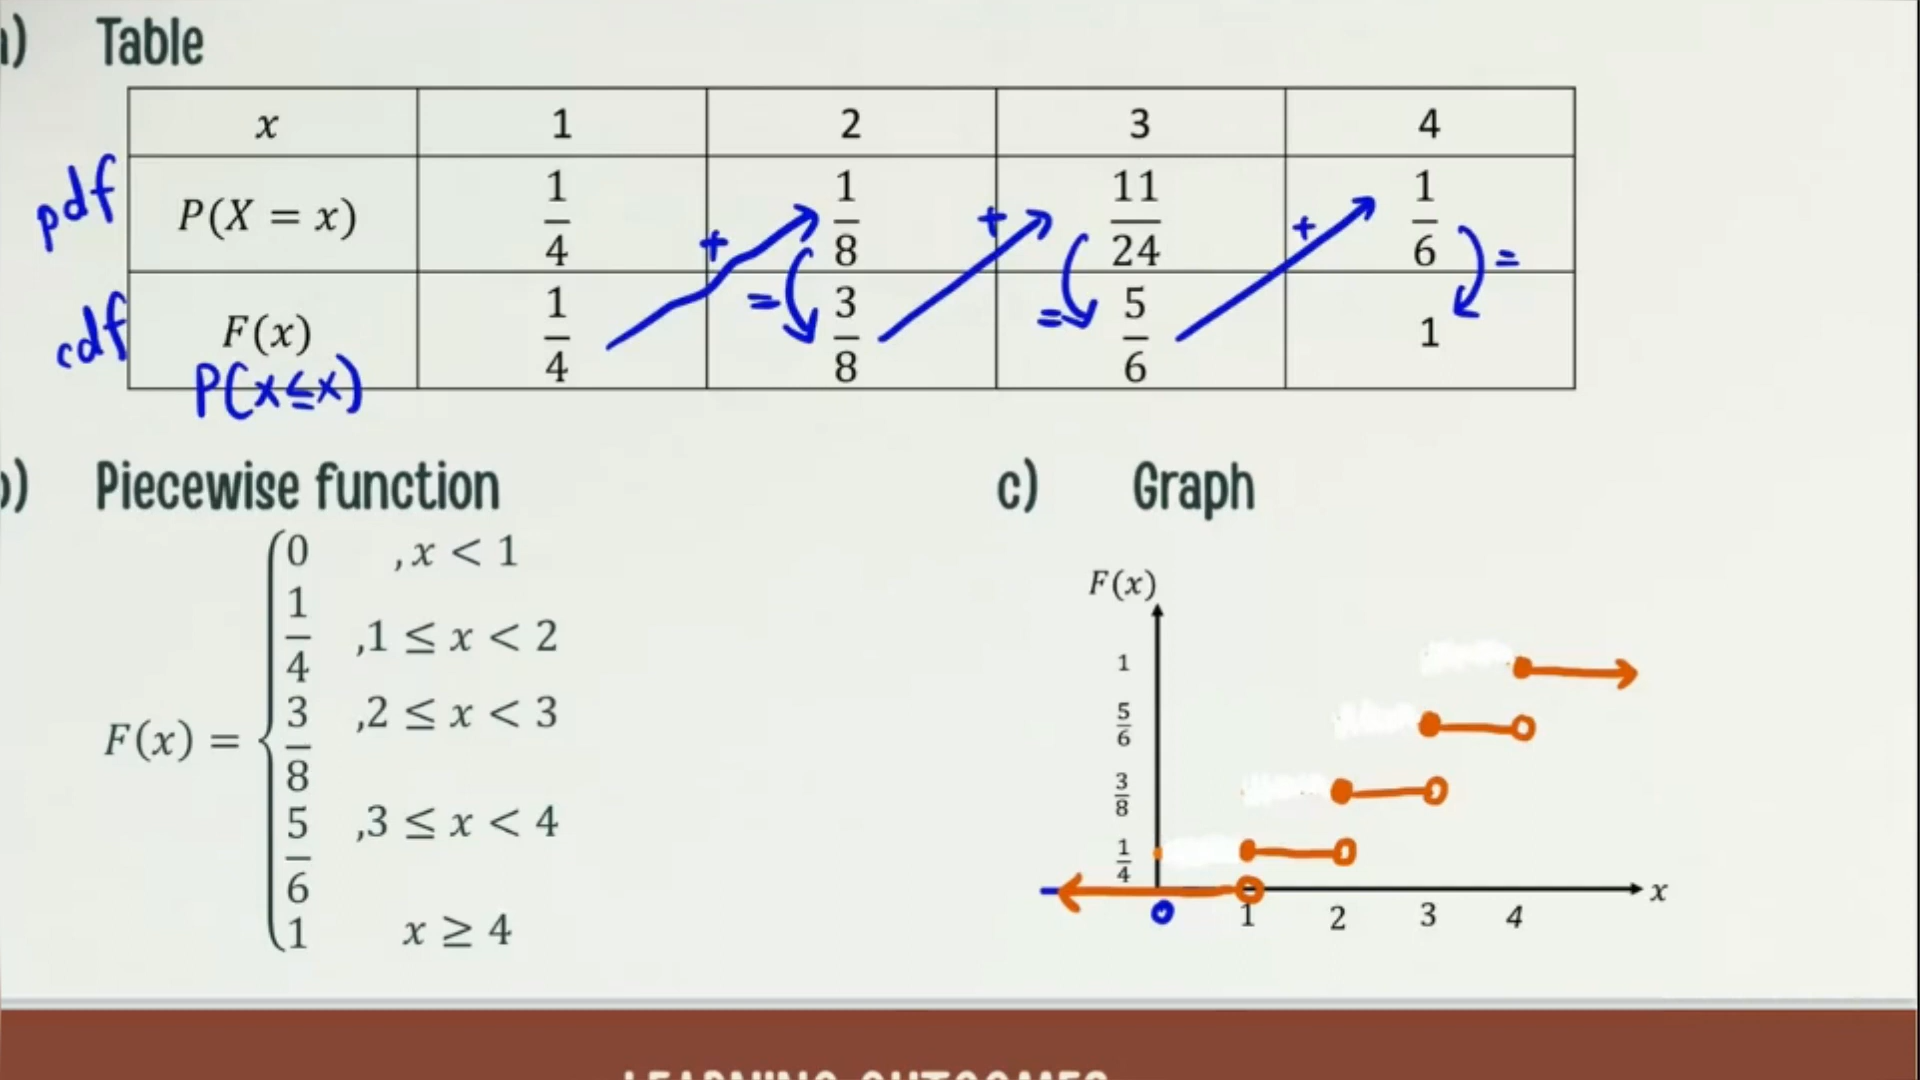 Table
x 1 2 3 4
pdf P(X = x) 1/4 + 1/8 + 11/24 + 1/6 =
cdf F(x) 1/4 = 3/8 = 5/6 1
P(X≤x)
Piecewise function
F(x) = { 0 , x < 1
1/4 ,1 ≤ x < 2
3/8 ,2 ≤ x < 3
5/6 ,3 ≤ x < 4
1 x ≥ 4
c) Graph
F(x)
1
5/6
3/8
1/4
x
0 1 2 3 4
LEARNING OUTCOMES